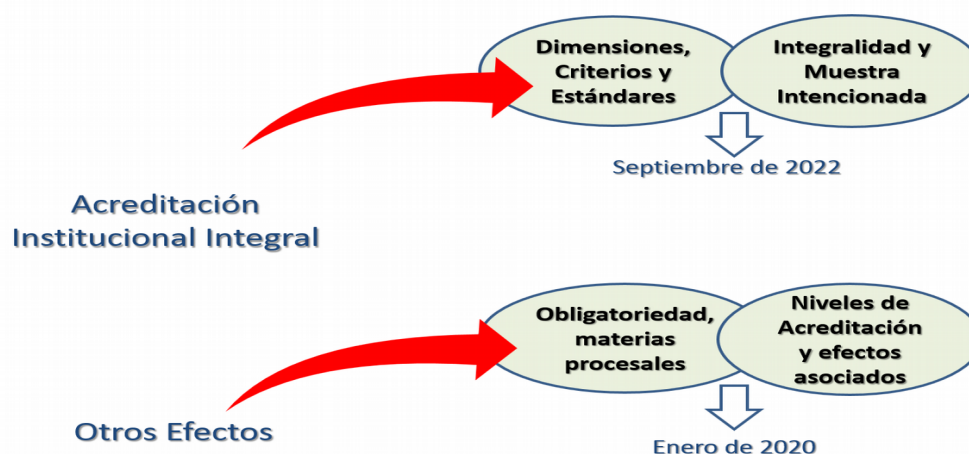 Dimensiones,
Criterios y
Estándares
Integralidad y
Muestra
Intencionada
Septiembre de 2022
Acreditación
Institucional Integral
Obligatoriedad,
materias
procesales
Niveles de
Acreditación
y efectos
asociados
Otros Efectos
Enero de 2020